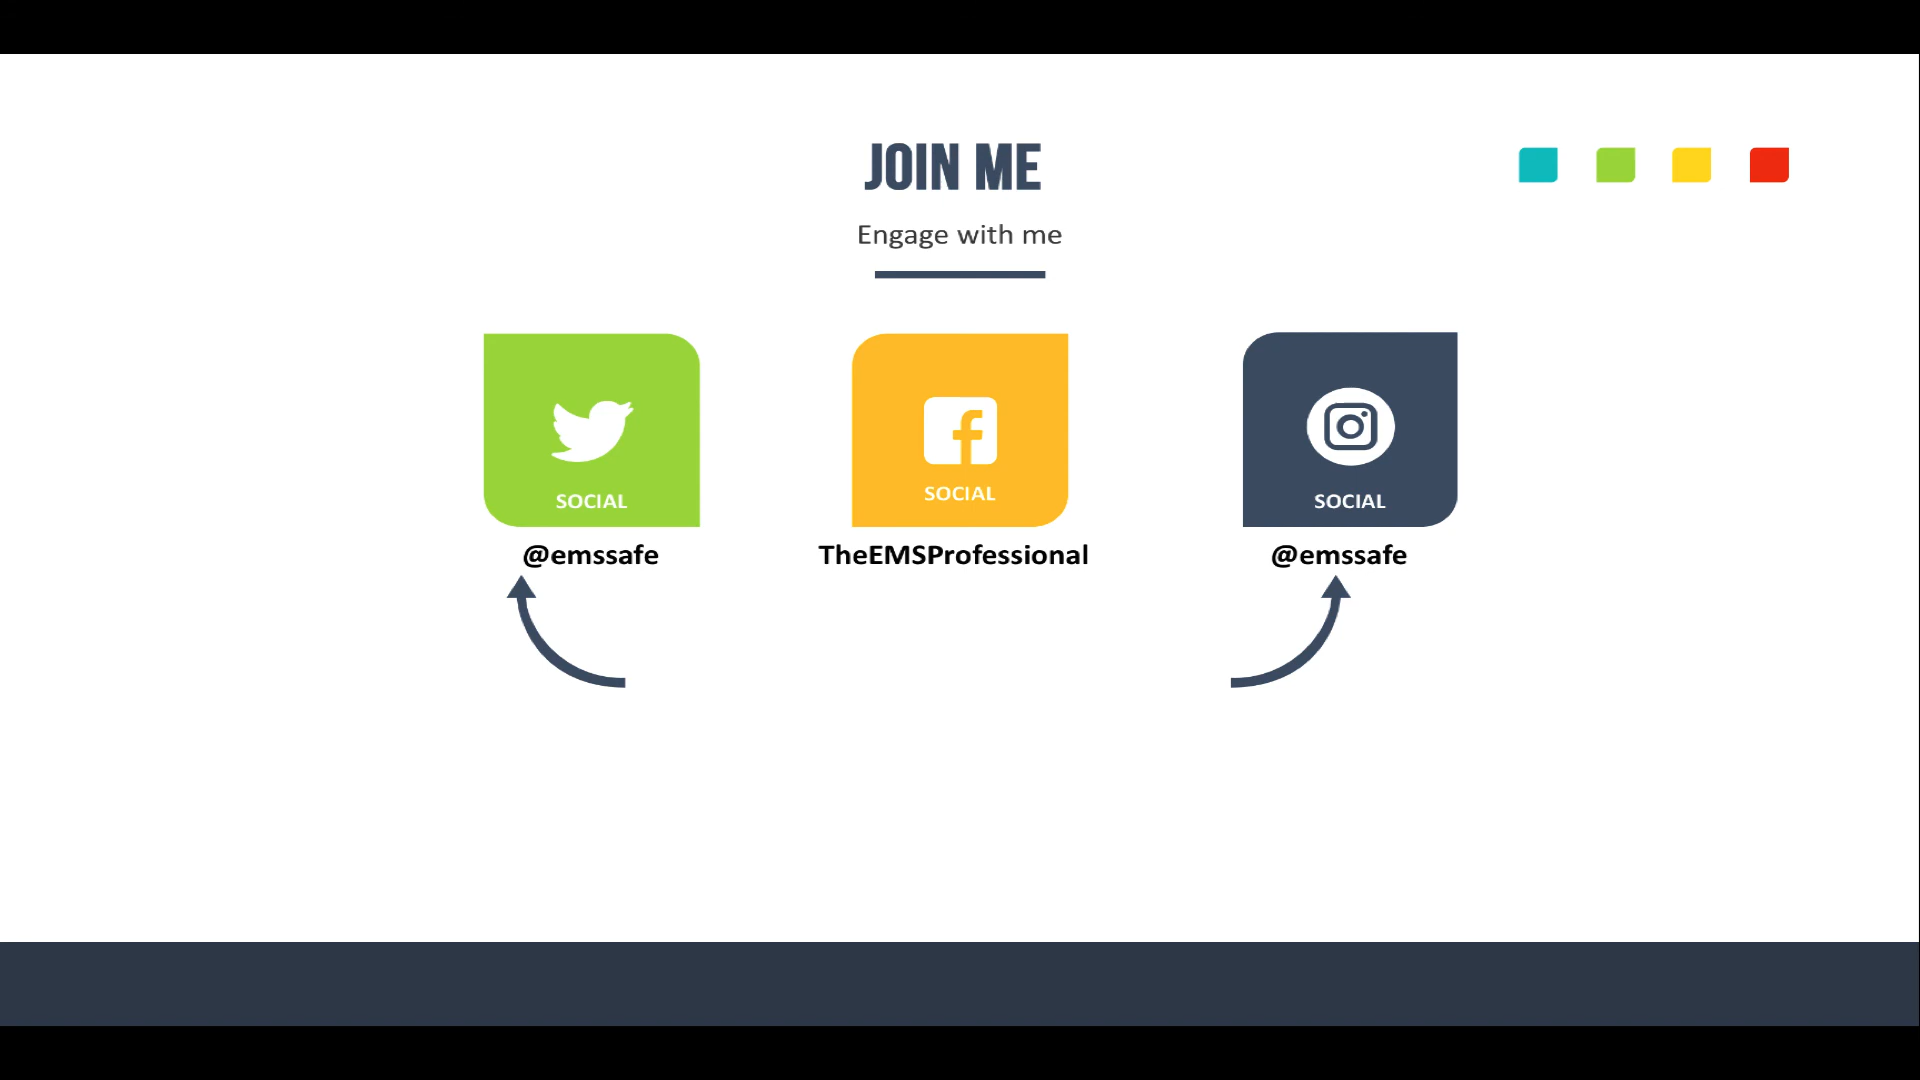 JOIN ME
Engage with me
SOCIAL
SOCIAL
SOCIAL
@emssafe
TheEMSProfessional
@emssafe